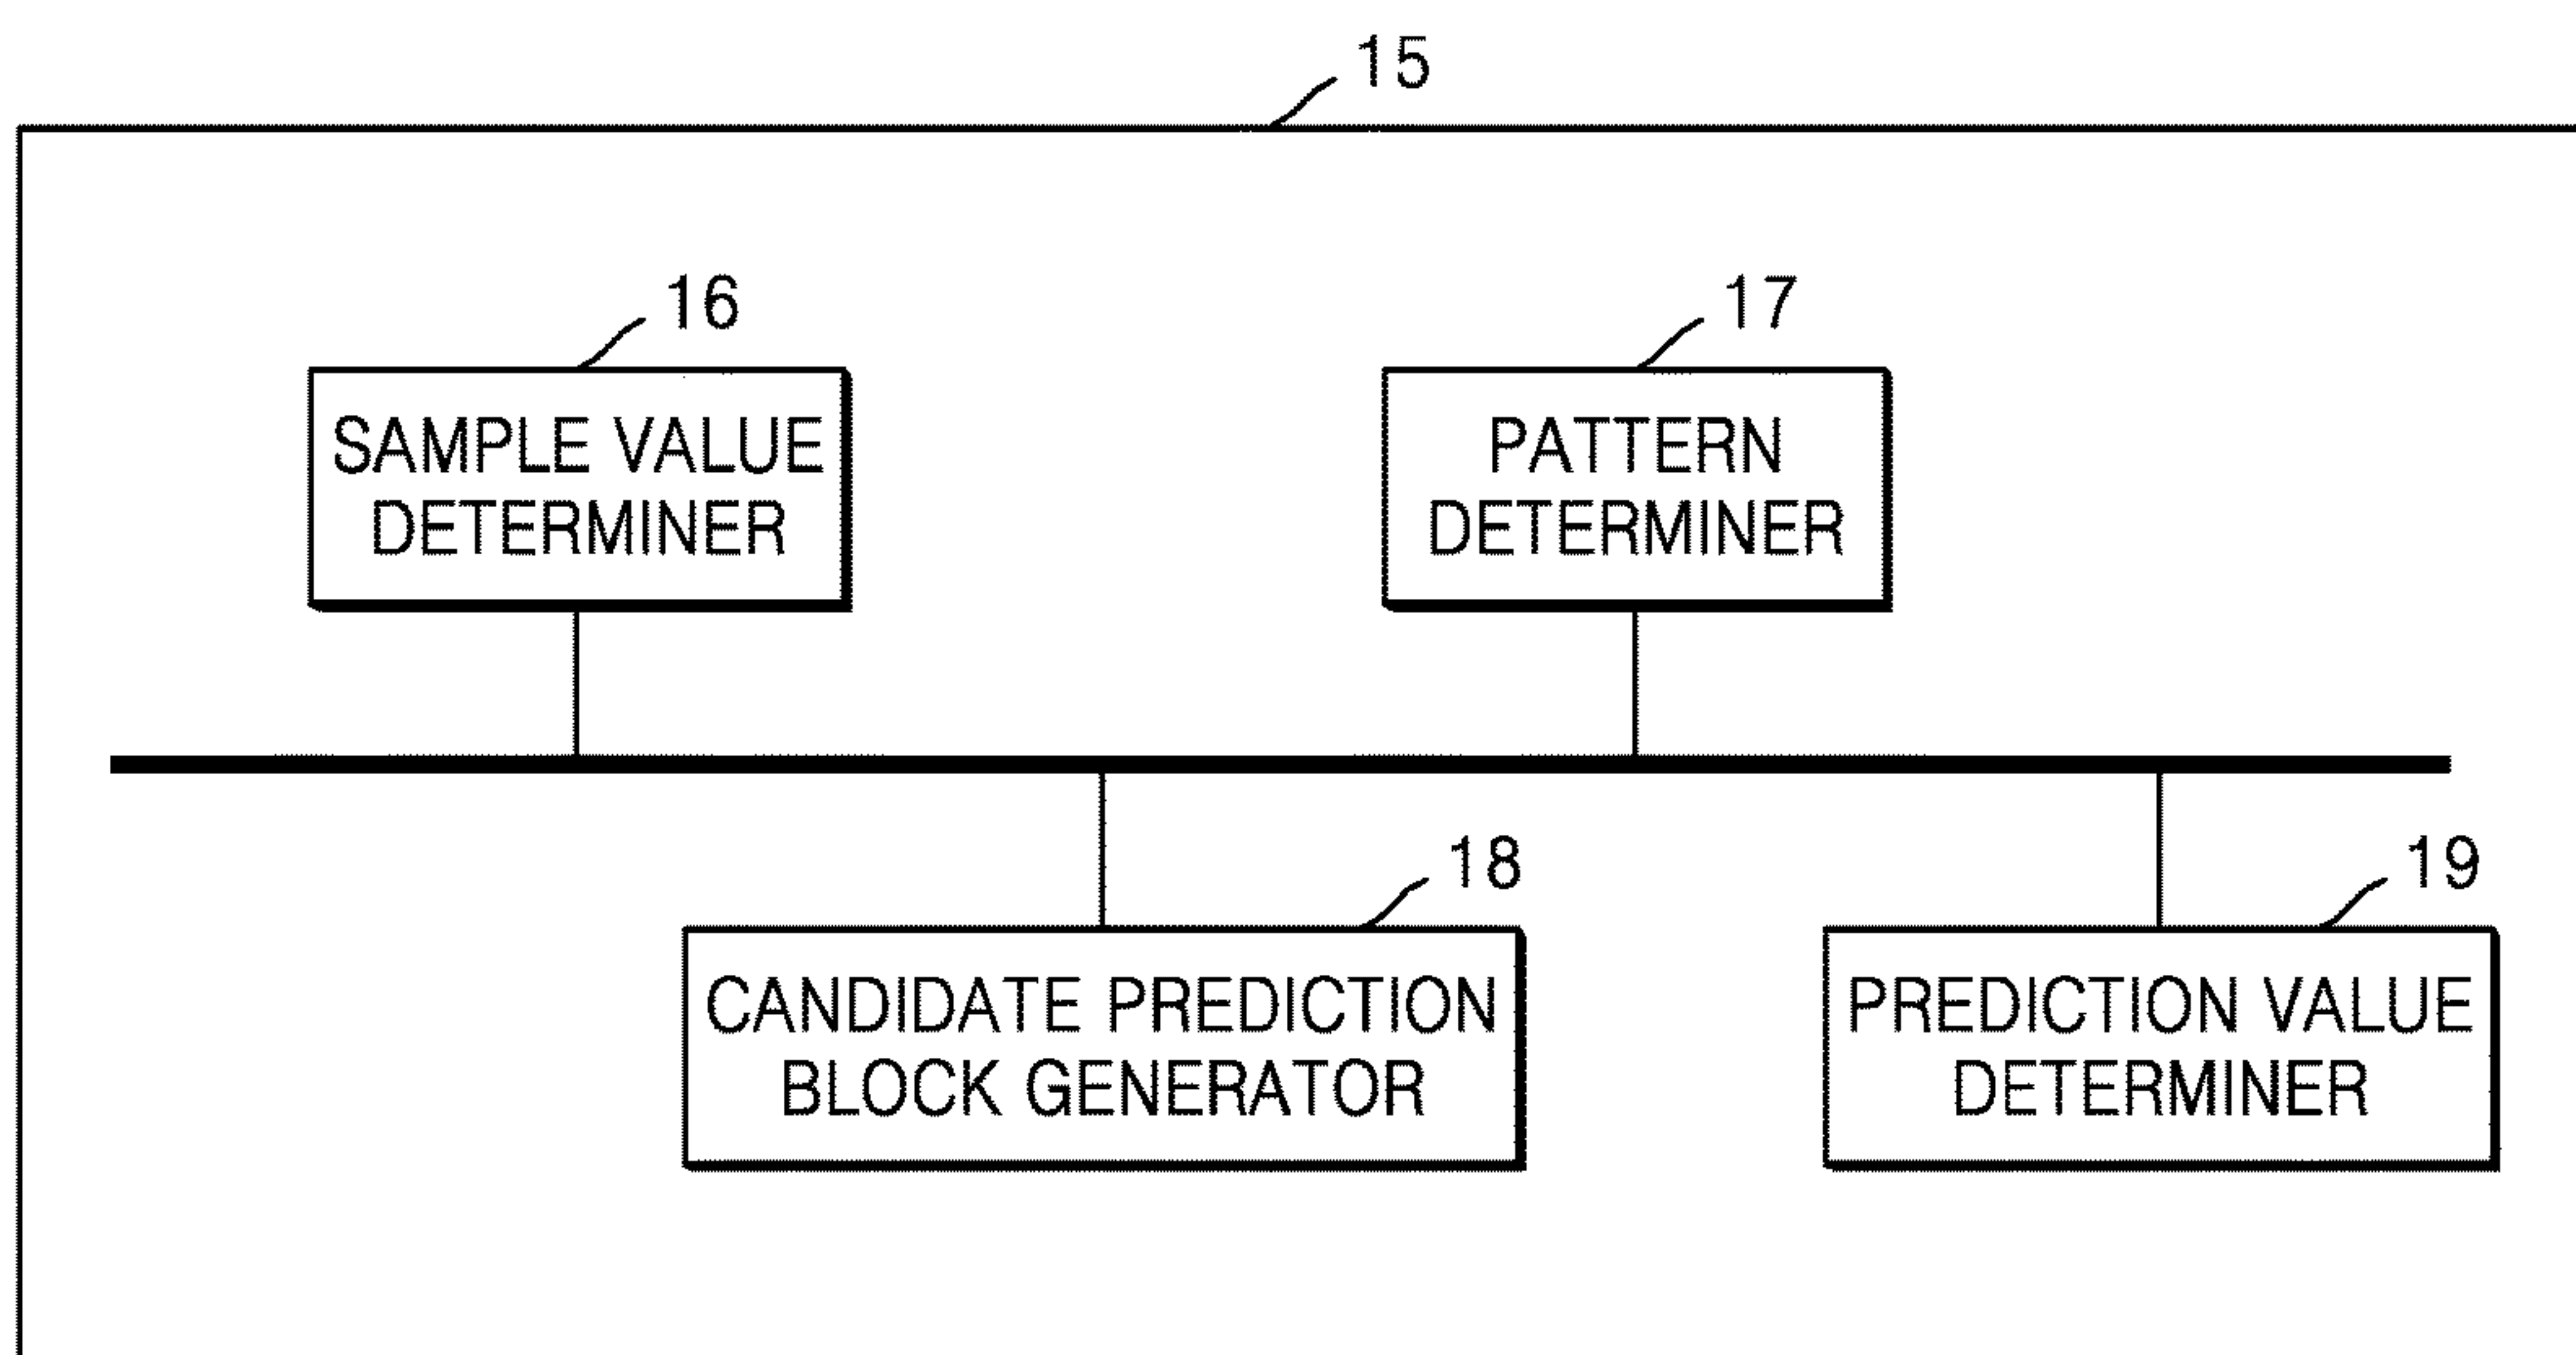 15
16
17
SAMPLE VALUE
DETERMINER
PATTERN
DETERMINER
18
19
CANDIDATE PREDICTION
BLOCK GENERATOR
PREDICTION VALUE
DETERMINER